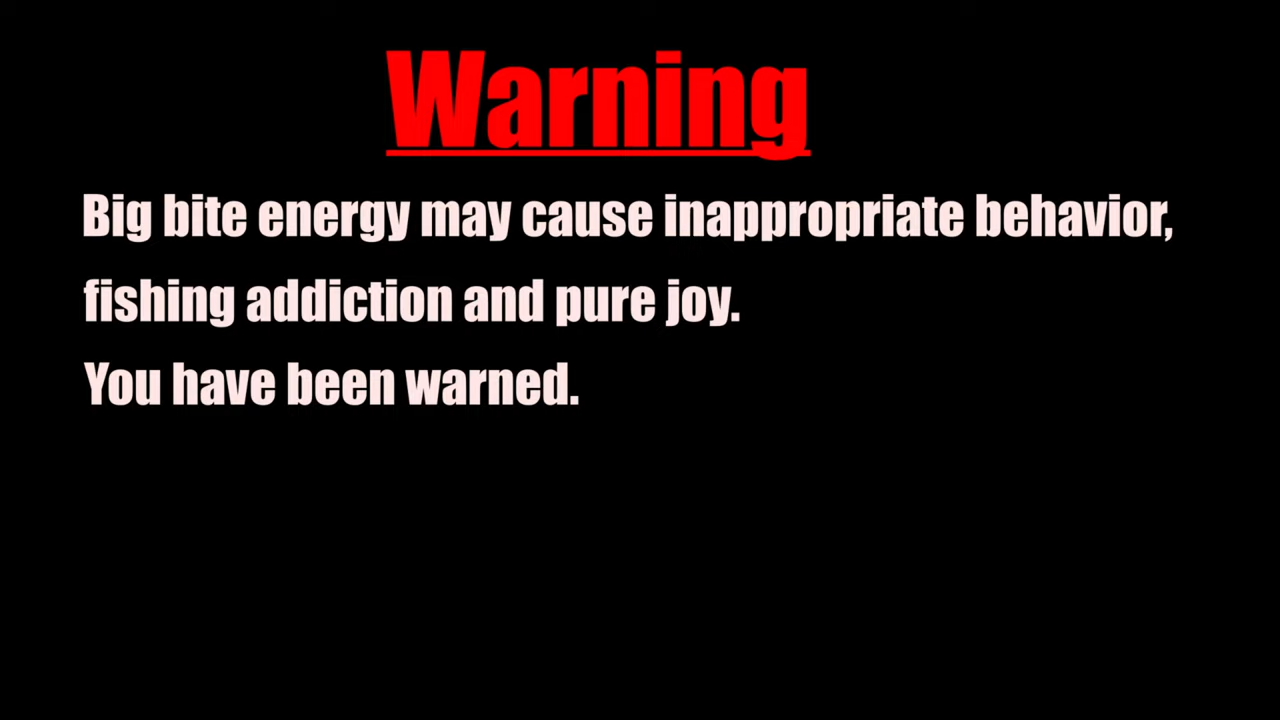 Warning
Big bite energy may cause inappropriate behavior,
fishing addiction and pure joy.
You have been warned.